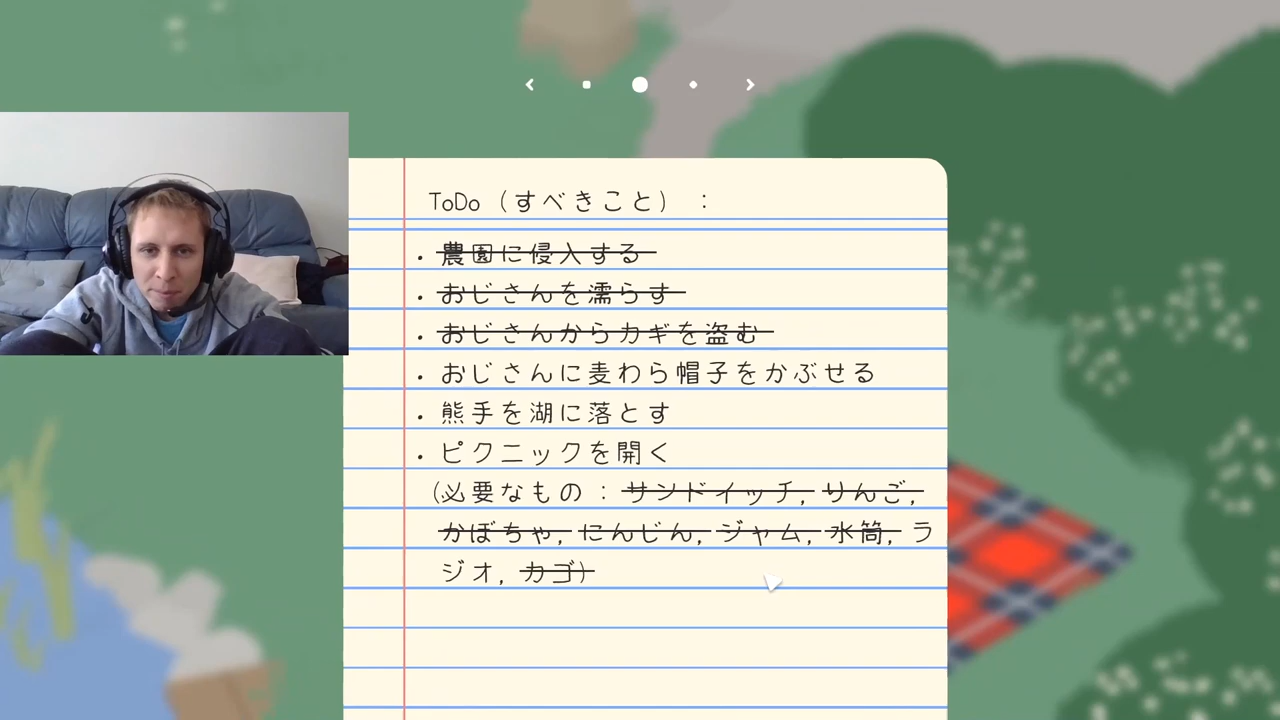 ToDo（すべきこと）：
・農園に侵入する
・おじさんを濡らす
・おじさんからカギを盗む
・おじさんに麦わら帽子をかぶせる
・熊手を湖に落とす
・ピクニックを開く
（必要なもの：サンドイッチ, りんご,
かぼちゃ, にんじん, ジャム, 水筒, ラ
ジオ, カゴ）